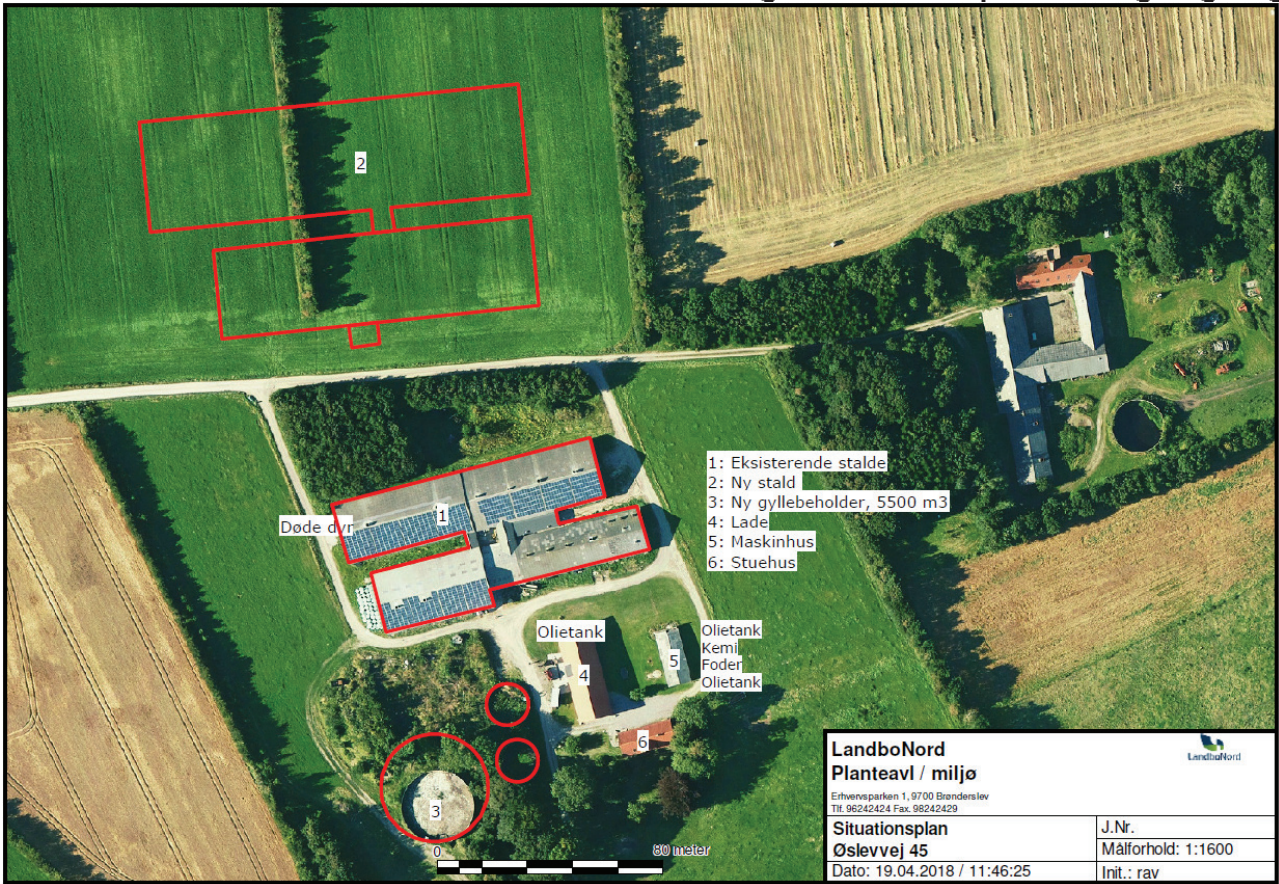 2
1: Eksisterende stalde
2: Ny stald
3: Ny gyllebeholder, 5500 m3
4: Lade
5: Maskinhus
6: Stuehus
1
Døde dyr
Olietank
4
5
Olietank
Kemi
Foder
Olietank
6
3
0
80 meter
LandboNord
Planteavl / miljø
LandboNord
Erhvervsparken 1, 9700 Brønderslev
Tlf. 96242424 Fax. 98242429
Situationsplan
Øslevvej 45
Dato: 19.04.2018 / 11:46:25
J.Nr.
Målforhold: 1:1600
Init.: rav